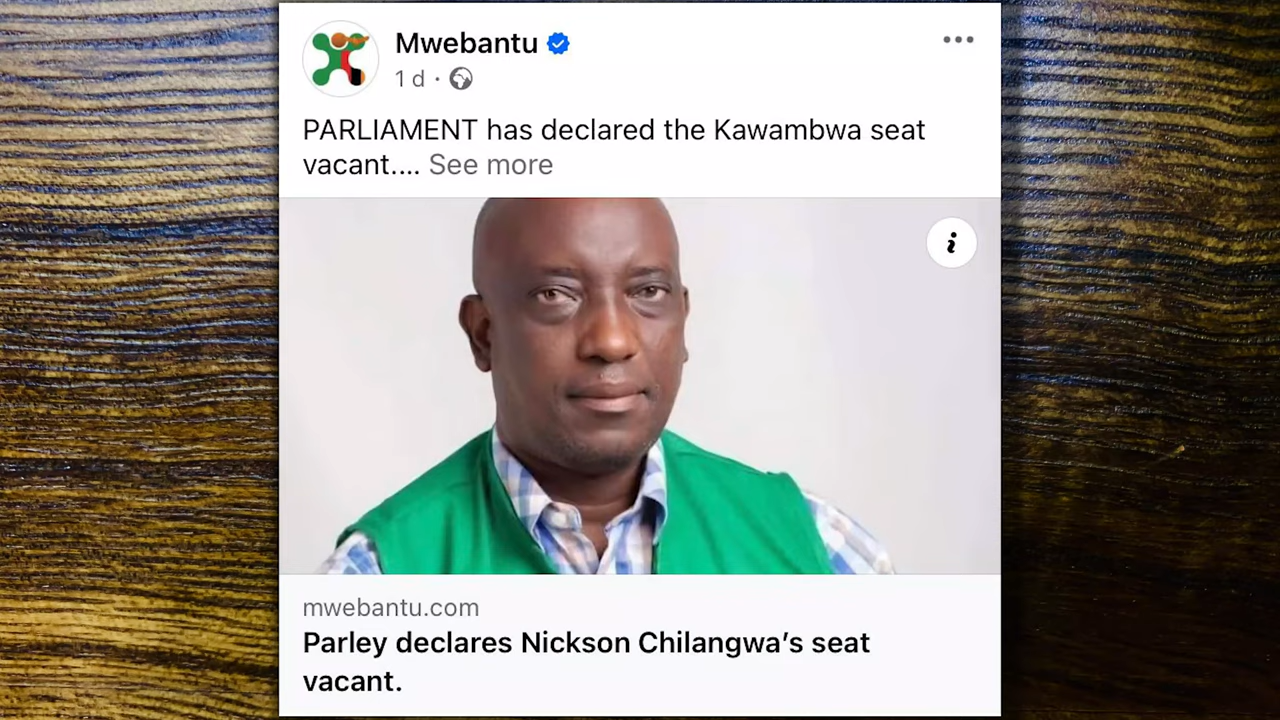 Mwebantu
1 d ·
PARLIAMENT has declared the Kawambwa seat
vacant.... See more
i
mwebantu.com
Parley declares Nickson Chilangwa's seat
vacant.